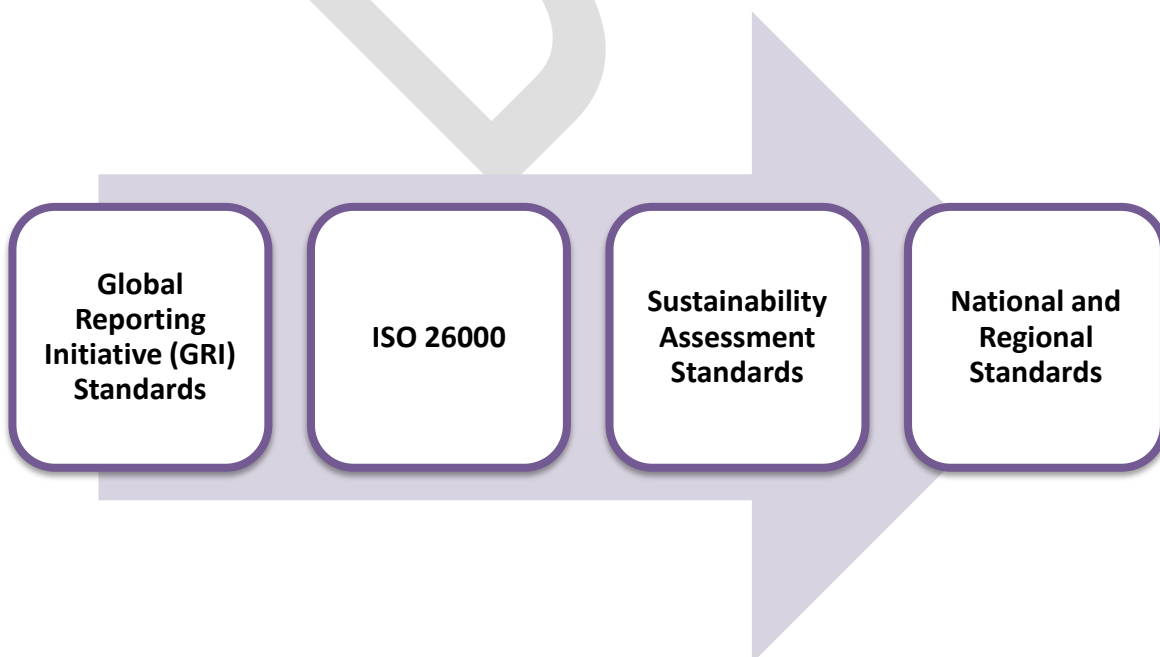 Global
Reporting
Initiative (GRI)
Standards
ISO 26000
Sustainability
Assessment
Standards
National and
Regional
Standards